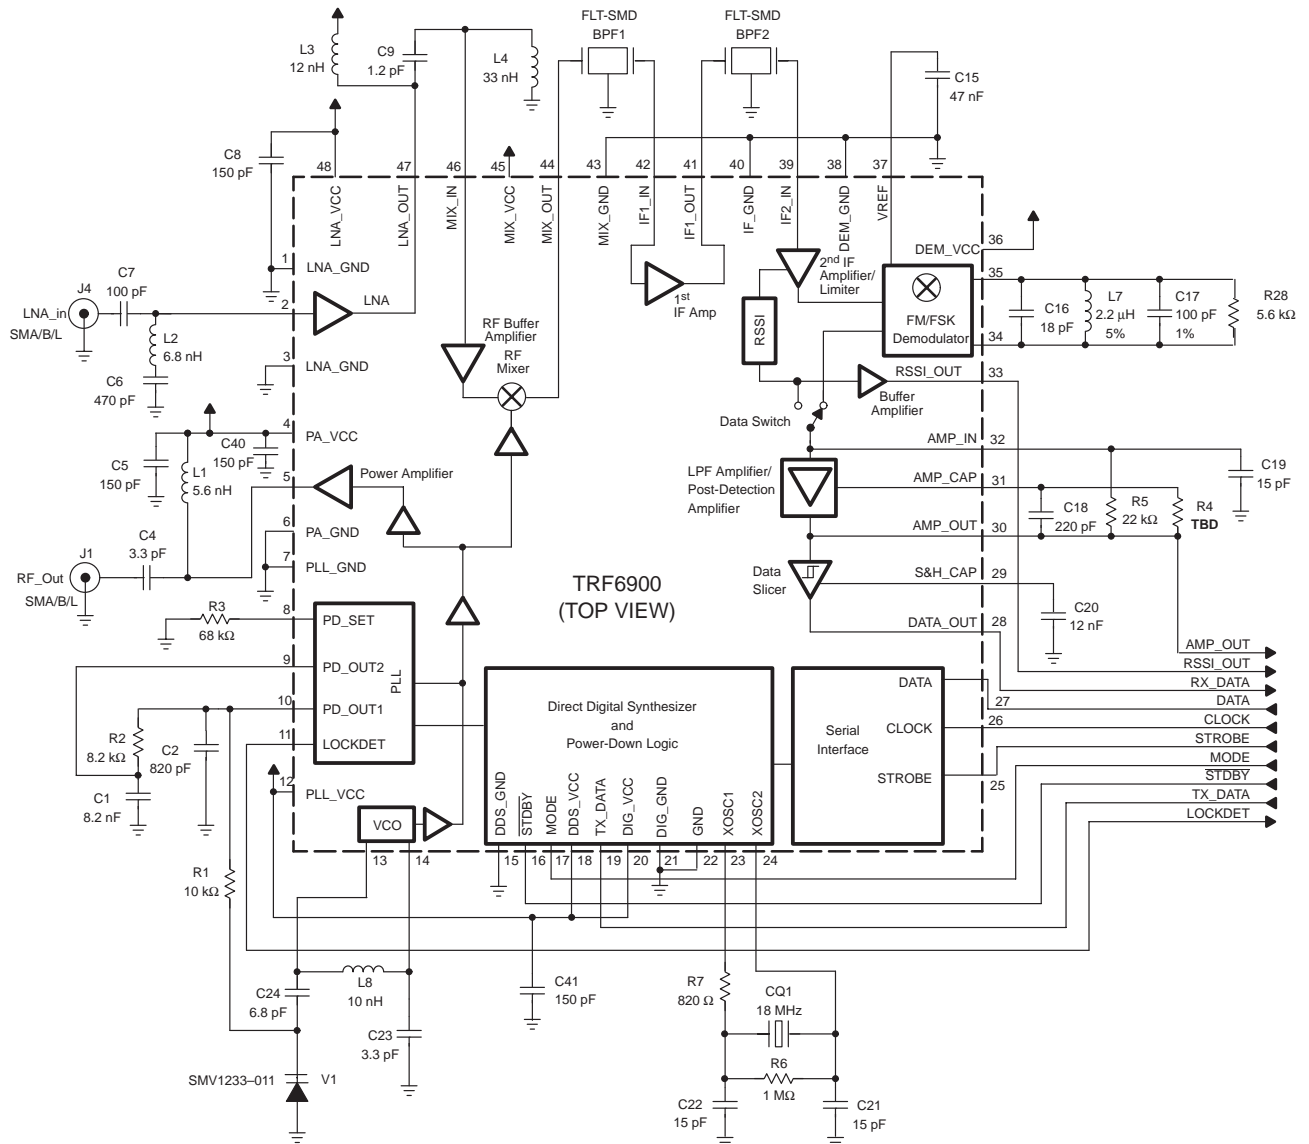 FLT-SMD
BPF1
FLT-SMD
BPF2
L3
12 nH
C9
1.2 pF
L4
33 nH
C15
47 nF
C8
150 pF
48
47
46
45
44
43
42
41
40
39
38
37
LNA_VCC
LNA_OUT
MIX_IN
MIX_VCC
MIX_OUT
MIX_GND
IF1_IN
IF1_OUT
IF_GND
IF2_IN
DEM_GND
VREF
DEM_VCC
36
1
LNA_GND
C7
100 pF
J4
LNA_in
SMA/B/L
2
LNA
L2
6.8 nH
C6
470 pF
3
LNA_GND
RF Buffer
Amplifier
RF
Mixer
1st
IF Amp
2nd IF
Amplifier/
Limiter
RSSI
FM/FSK
Demodulator
35
34
C16
18 pF
L7
2.2 µH
5%
C17
100 pF
1%
R28
5.6 kΩ
RSSI_OUT
33
Buffer
Amplifier
Data Switch
4
PA_VCC
C40
150 pF
C5
150 pF
L1
5.6 nH
5
Power Amplifier
AMP_IN
32
C19
15 pF
LPF Amplifier/
Post-Detection
Amplifier
AMP_CAP
31
C18
220 pF
R5
22 kΩ
R4
TBD
AMP_OUT
30
6
PA_GND
7
PLL_GND
C4
3.3 pF
J1
RF_Out
SMA/B/L
Data
Slicer
S&H_CAP
29
C20
12 nF
DATA_OUT
28
TRF6900
(TOP VIEW)
R3
68 kΩ
8
PD_SET
9
PD_OUT2
10
PD_OUT1
11
LOCKDET
PLL
12
PLL_VCC
R2
8.2 kΩ
C2
820 pF
C1
8.2 nF
Direct Digital Synthesizer
and
Power-Down Logic
Serial
Interface
DATA
27
CLOCK
26
STROBE
25
AMP_OUT
RSSI_OUT
RX_DATA
DATA
CLOCK
STROBE
MODE
STDBY
TX_DATA
LOCKDET
VCO
DDS_GND
STDBY
MODE
DDS_VCC
TX_DATA
DIG_VCC
DIG_GND
GND
XOSC1
XOSC2
13
14
15
16
17
18
19
20
21
22
23
24
R1
10 kΩ
C24
6.8 pF
L8
10 nH
C23
3.3 pF
C41
150 pF
R7
820 Ω
CQ1
18 MHz
R6
1 MΩ
C22
15 pF
C21
15 pF
SMV1233–011
V1